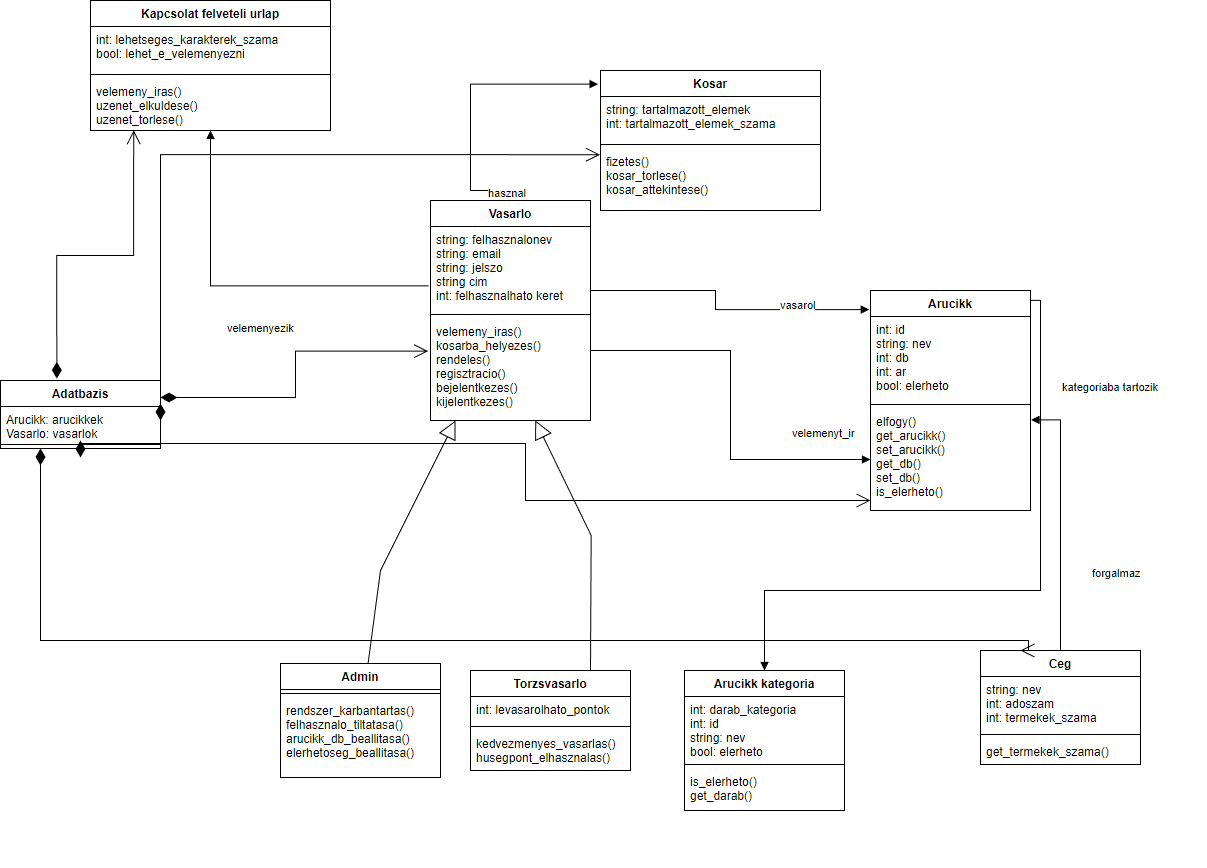 Kapcsolat felveteli urlap
int: lehetseges_karakterek_szama
bool: lehet_e_velemenyezni
velemeny_iras()
uzenet_elkuldese()
uzenet_torlese()
Kosar
string: tartalmazott_elemek
int: tartalmazott_elemek_szama
fizetes()
kosar_torlese()
kosar_attekintese()
hasznal
Vasarlo
string: felhasznalonev
string: email
string: jelszo
string cim
int: felhasznalhato keret
velemeny_iras()
kosarba_helyezes()
rendeles()
regisztracio()
bejelentkezes()
kijelentkezes()
vasarol
velemenyezik
Arucikk
int: id
string: nev
int: db
int: ar
bool: elerheto
elfogy()
get_arucikk()
set_arucikk()
get_db()
set_db()
is_elerheto()
kategoriaba tartozik
velemenyt_ir
Adatbazis
Arucikk: arucikkek
Vasarlo: vasarlok
forgalmaz
Admin
rendszer_karbantartas()
felhasznalo_tiltatasa()
arucikk_db_beallitasa()
elerhetoseg_beallitasa()
Torzsvasarlo
int: levasarolhato_pontok
kedvezmenyes_vasarlas()
husegpont_elhasznalas()
Arucikk kategoria
int: darab_kategoria
int: id
string: nev
bool: elerheto
is_elerheto()
get_darab()
Ceg
string: nev
int: adoszam
int: termekek_szama
get_termekek_szama()